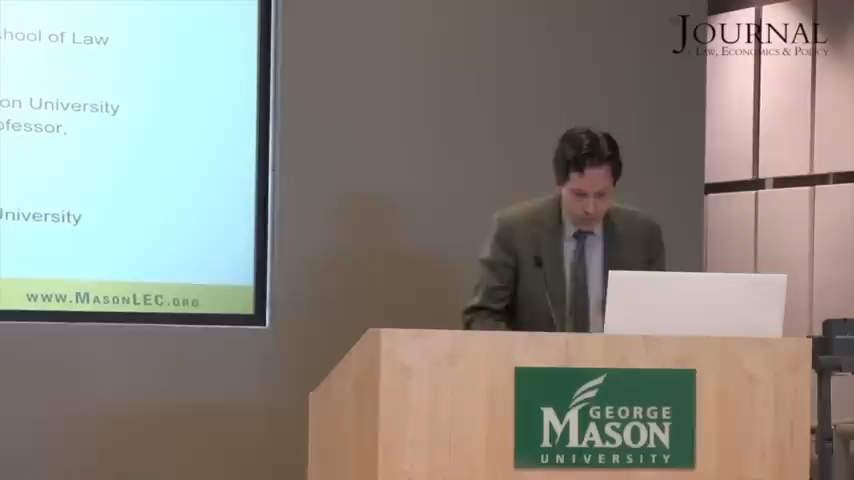 JOURNAL
LAW, ECONOMICS & POLICY
chool of Law
on University
ofessor,
University
www.MasonLEC.org
GEORGE
MASON
UNIVERSITY